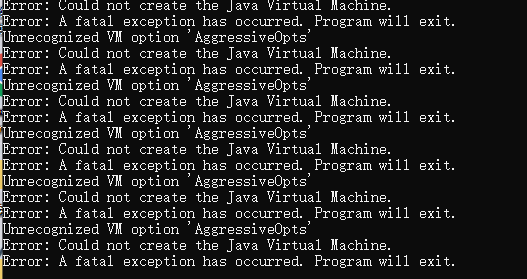 Error: Could not create the Java Virtual Machine.
Error: A fatal exception has occurred. Program will exit.
Unrecognized VM option 'AggressiveOpts'
Error: Could not create the Java Virtual Machine.
Error: A fatal exception has occurred. Program will exit.
Unrecognized VM option 'AggressiveOpts'
Error: Could not create the Java Virtual Machine.
Error: A fatal exception has occurred. Program will exit.
Unrecognized VM option 'AggressiveOpts'
Error: Could not create the Java Virtual Machine.
Error: A fatal exception has occurred. Program will exit.
Unrecognized VM option 'AggressiveOpts'
Error: Could not create the Java Virtual Machine.
Error: A fatal exception has occurred. Program will exit.
Unrecognized VM option 'AggressiveOpts'
Error: Could not create the Java Virtual Machine.
Error: A fatal exception has occurred. Program will exit.